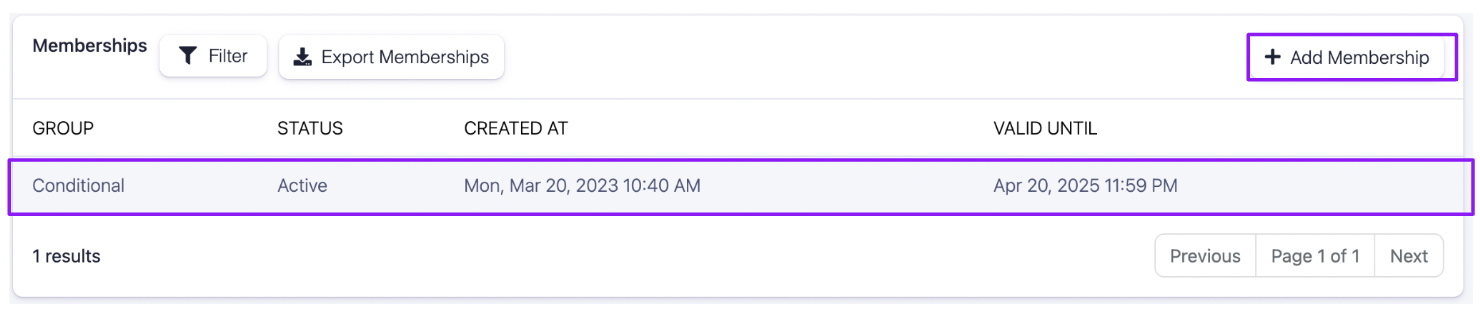 Memberships Filter Export Memberships + Add Membership
GROUP STATUS CREATED AT VALID UNTIL
Conditional Active Mon, Mar 20, 2023 10:40 AM Apr 20, 2025 11:59 PM
1 results Previous Page 1 of 1 Next